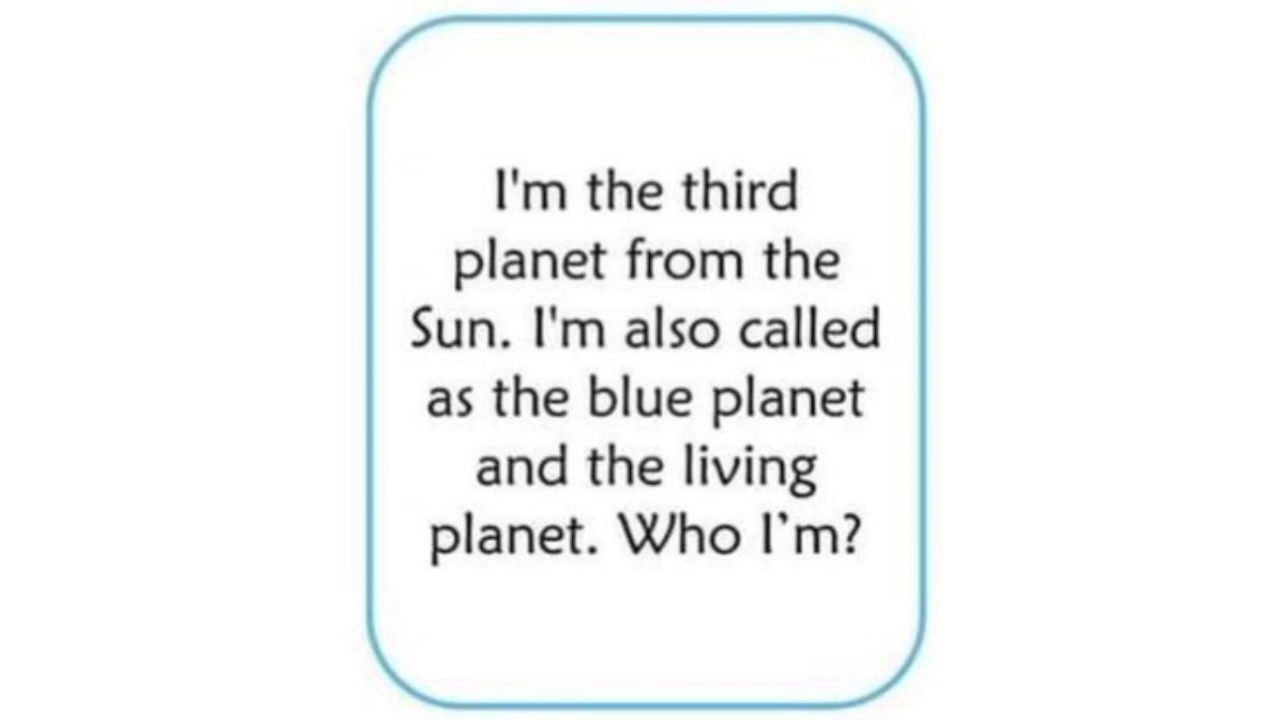 I'm the third
planet from the
Sun. I'm also called
as the blue planet
and the living
planet. Who I’m?